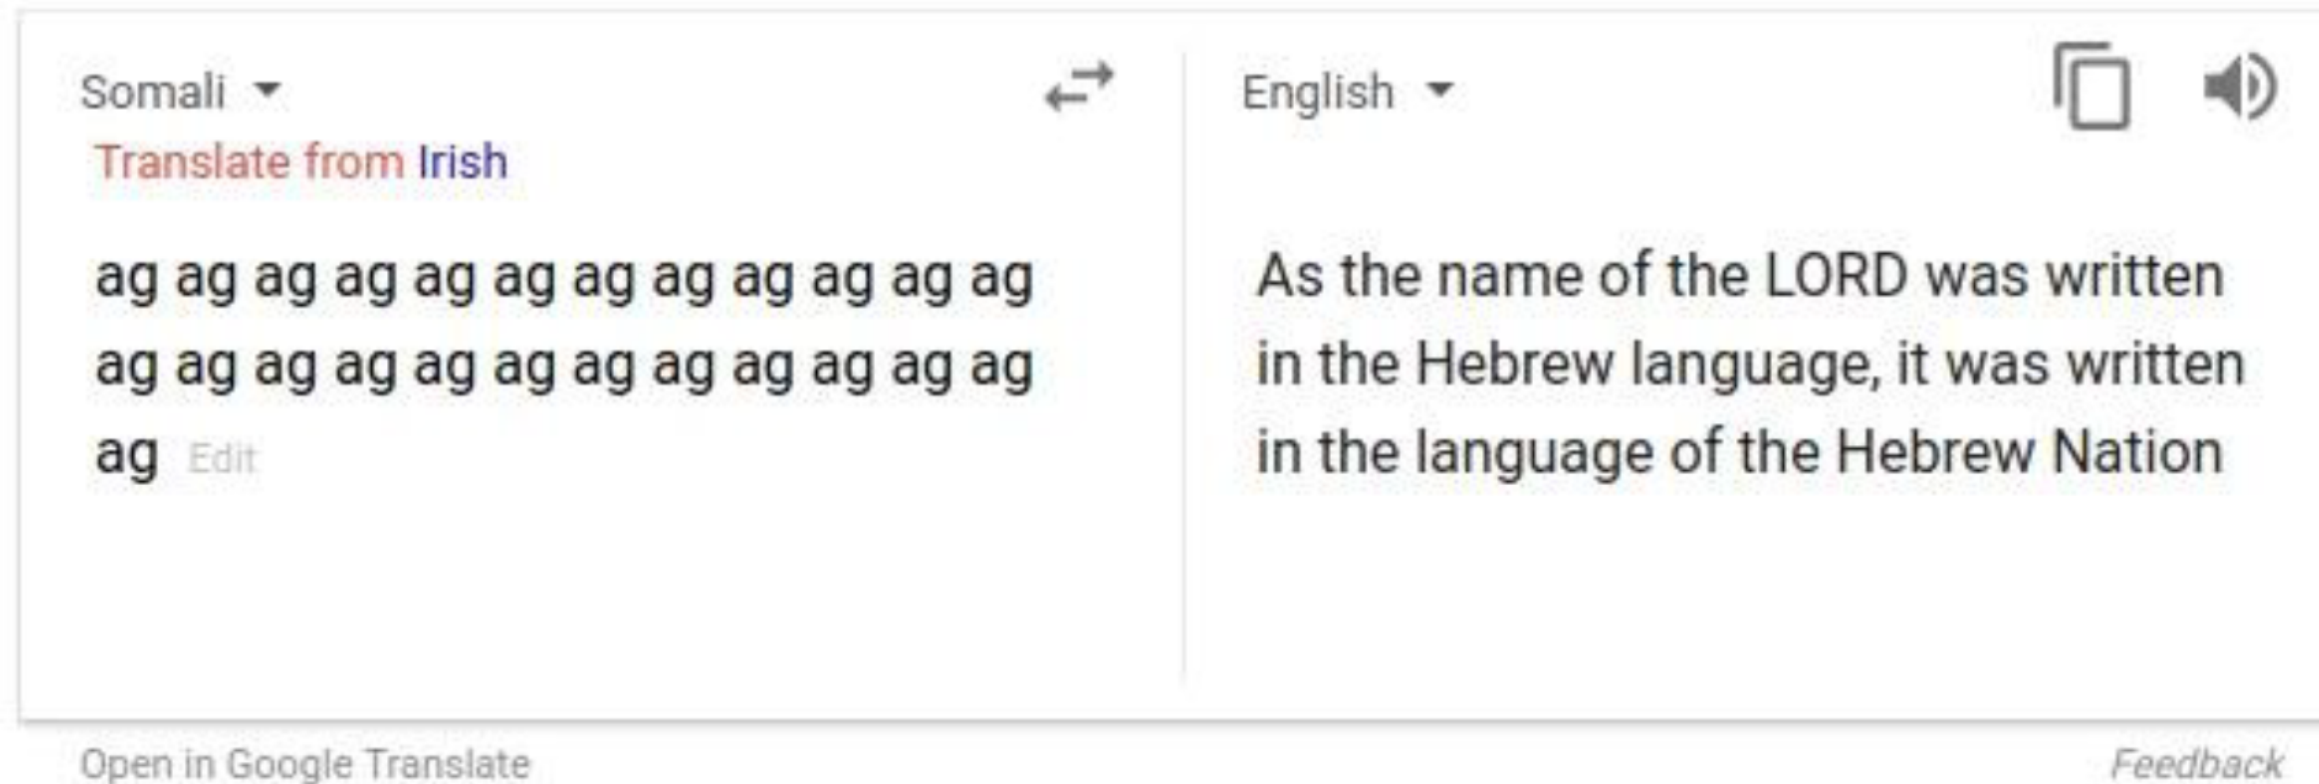 Somali
English
Translate from Irish
ag ag ag ag ag ag ag ag ag ag ag ag
ag ag ag ag ag ag ag ag ag ag ag ag
ag Edit
As the name of the LORD was written
in the Hebrew language, it was written
in the language of the Hebrew Nation
Open in Google Translate
Feedback